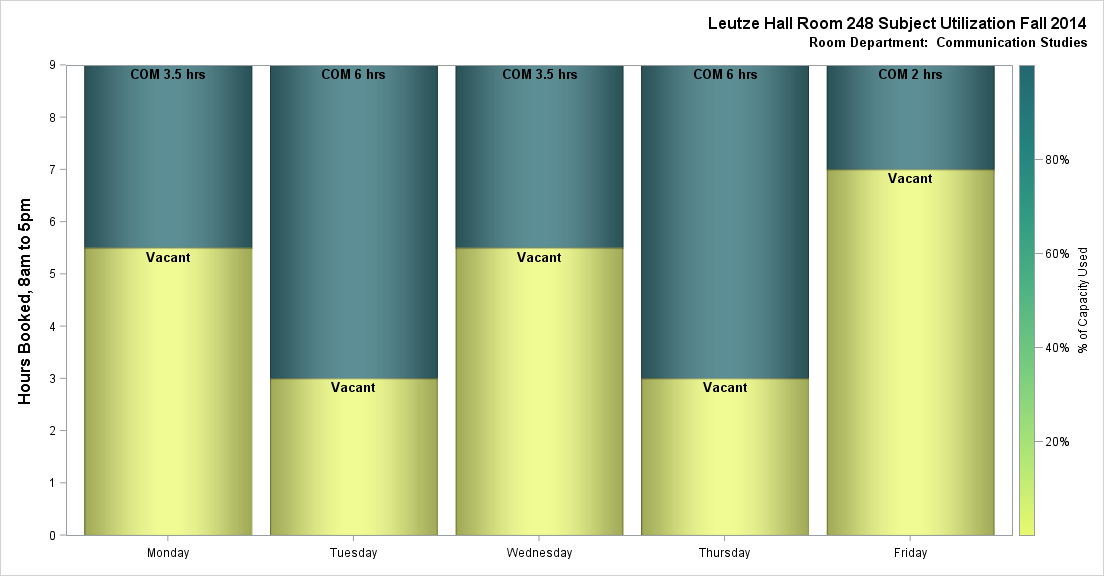 Leutze Hall Room 248 Subject Utilization Fall 2014
Room Department:  Communication Studies
Hours Booked, 8am to 5pm
9
8
7
6
5
4
3
2
1
0
COM 3.5 hrs
COM 6 hrs
COM 3.5 hrs
COM 6 hrs
COM 2 hrs
Vacant
Vacant
Vacant
Vacant
Vacant
Monday
Tuesday
Wednesday
Thursday
Friday
80%
60%
40%
20%
% of Capacity Used